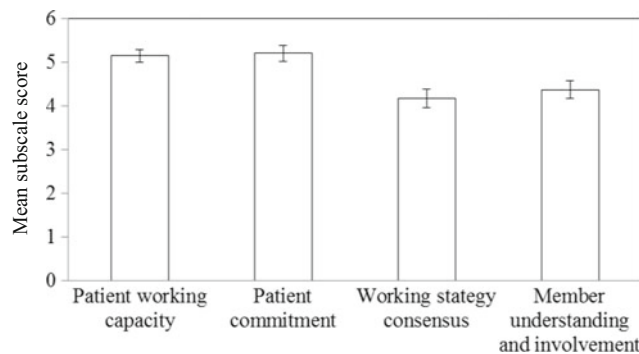 6
5
4
3
2
1
0
Mean subscale score
Patient working
capacity
Patient
commitment
Working stategy
consensus
Member
understanding
and involvement